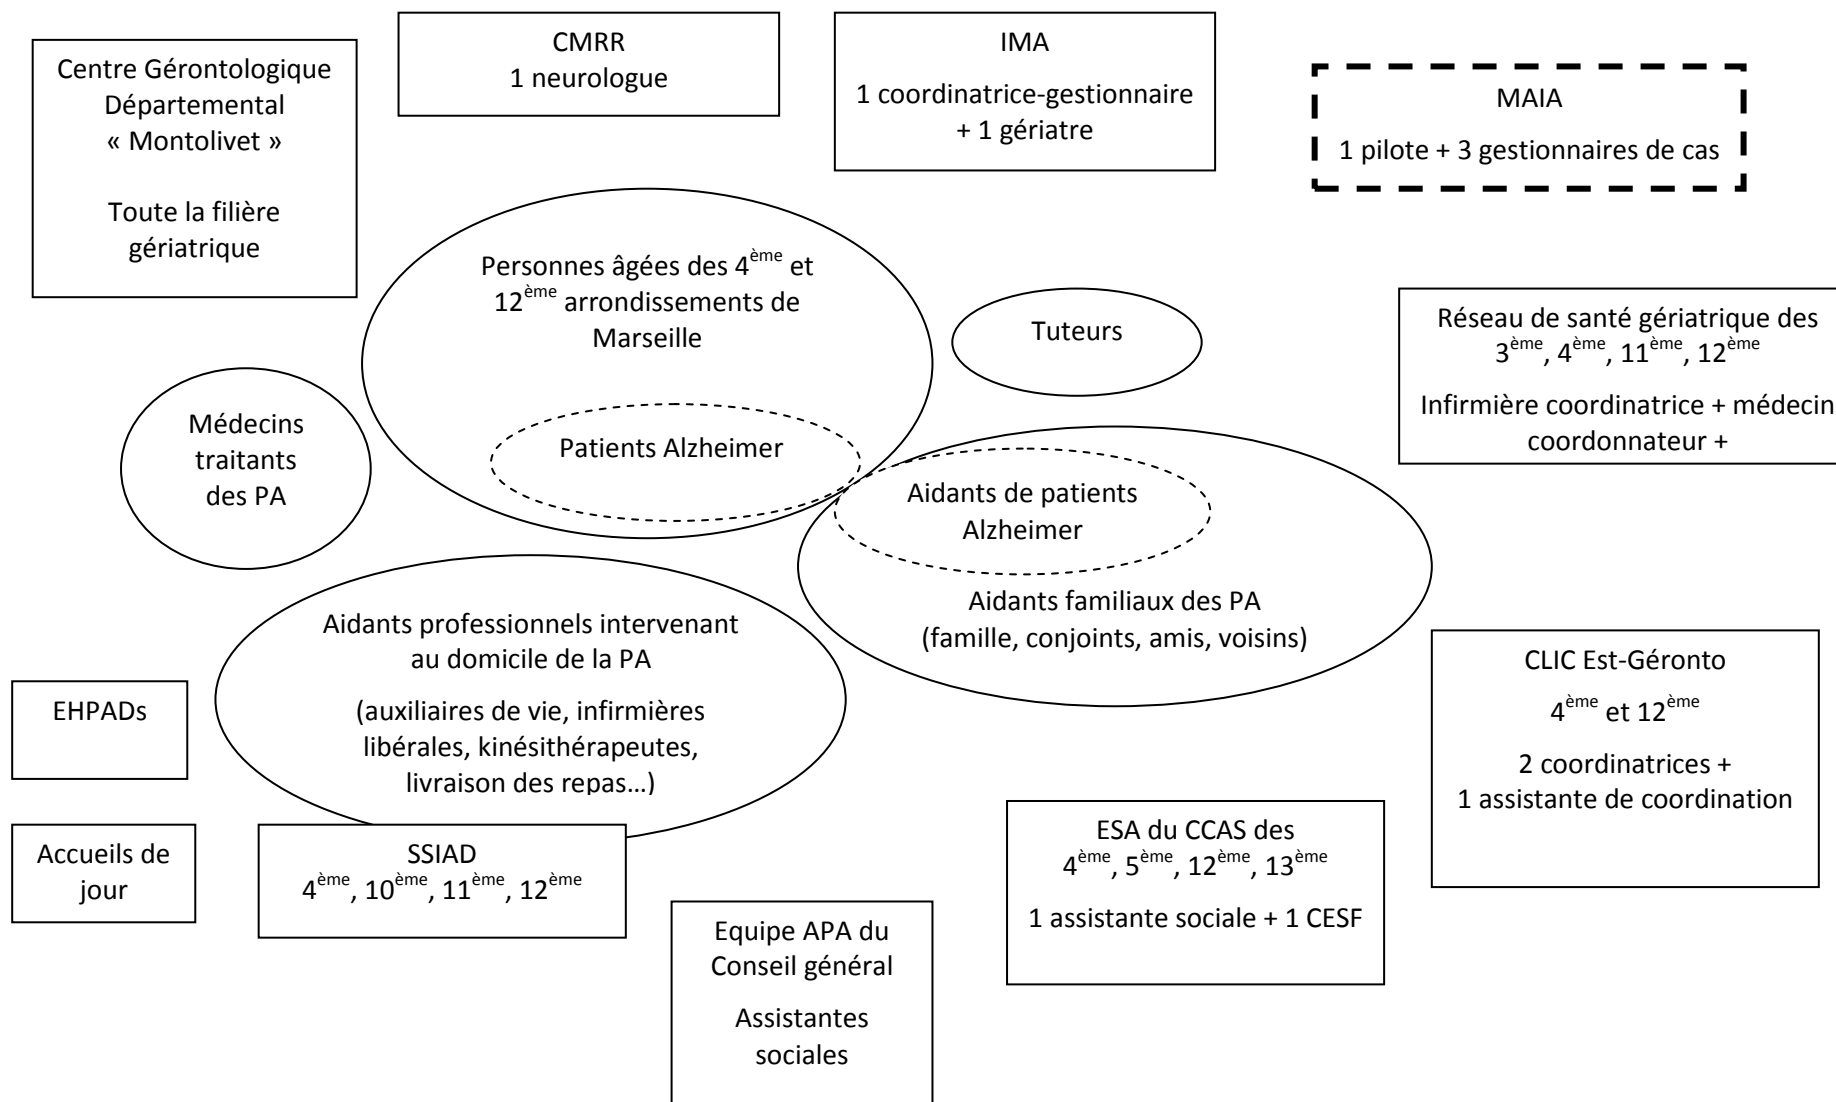 Centre Gérontologique
Départemental
« Montolivet »
Toute la filière
gériatrique
CMRR
1 neurologue
IMA
1 coordinatrice-gestionnaire
+ 1 gériatre
MAIA
1 pilote + 3 gestionnaires de cas
Personnes âgées des 4ème et
12ème arrondissements de
Marseille
Patients Alzheimer
Tuteurs
Réseau de santé gériatrique des
3ème, 4ème, 11ème, 12ème
Infirmière coordinatrice + médecin
coordonnateur +
Médecins
traitants
des PA
Aidants de patients
Alzheimer
Aidants familiaux des PA
(famille, conjoints, amis, voisins)
Aidants professionnels intervenant
au domicile de la PA
(auxiliaires de vie, infirmières
libérales, kinésithérapeutes,
livraison des repas…)
CLIC Est-Géronto
4ème et 12ème
2 coordinatrices +
1 assistante de coordination
EHPADs
Accueils de
jour
SSIAD
4ème, 10ème, 11ème, 12ème
ESA du CCAS des
4ème, 5ème, 12ème, 13ème
1 assistante sociale + 1 CESF
Equipe APA du
Conseil général
Assistantes
sociales